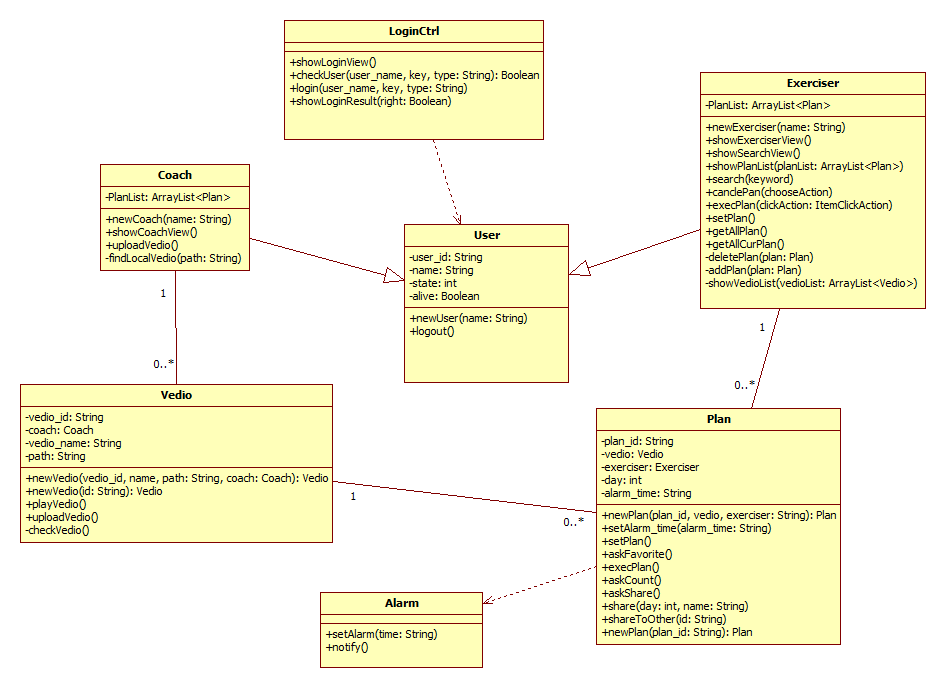 LoginCtrl
+showLoginView()
+checkUser(user_name, key, type: String): Boolean
+login(user_name, key, type: String)
+showLoginResult(right: Boolean)
Exerciser
-PlanList: ArrayList<Plan>
+newExerciser(name: String)
+showExerciserView()
+showSearchView()
+showPlanList(planList: ArrayList<Plan>)
+search(keyword)
+canclePan(chooseAction)
+execPlan(clickAction: ItemClickAction)
+setPlan()
+getAllPlan()
+getAllCurPlan()
-deletePlan(plan: Plan)
-addPlan(plan: Plan)
-showVedioList(vedioList: ArrayList<Vedio>)
Coach
-PlanList: ArrayList<Plan>
+newCoach(name: String)
+showCoachView()
+uploadVedio()
-findLocalVedio(path: String)
User
-user_id: String
-name: String
-state: int
-alive: Boolean
+newUser(name: String)
+logout()
1
0..*
1
0..*
Vedio
-vedio_id: String
-coach: Coach
-vedio_name: String
-path: String
+newVedio(vedio_id, name, path: String, coach: Coach): Vedio
+newVedio(id: String): Vedio
+playVedio()
+uploadVedio()
-checkVedio()
1
0..*
Plan
-plan_id: String
-vedio: Vedio
-exerciser: Exerciser
-day: int
-alarm_time: String
+newPlan(plan_id, vedio, exerciser: String): Plan
+setAlarm_time(alarm_time: String)
+setPlan()
+askFavorite()
+execPlan()
+askCount()
+askShare()
+share(day: int, name: String)
+shareToOther(id: String)
+newPlan(plan_id: String): Plan
Alarm
+setAlarm(time: String)
+notify()